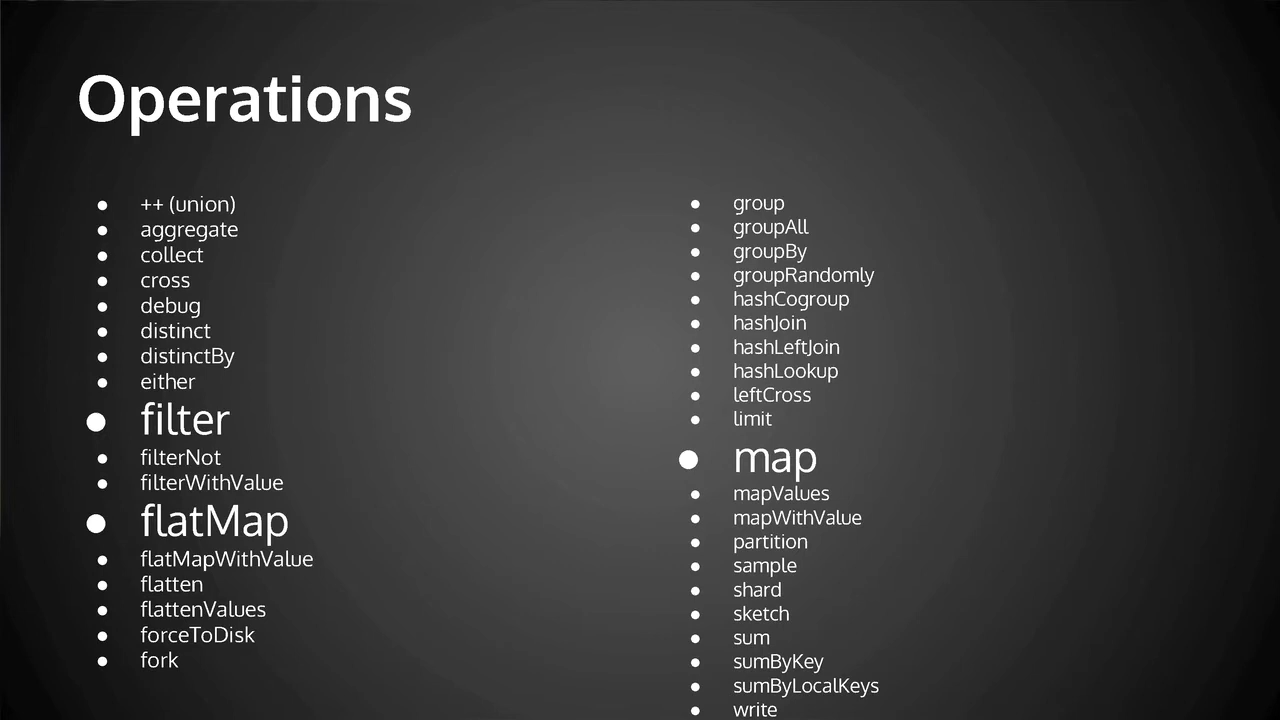 Operations
● ++ (union)
● aggregate
● collect
● cross
● debug
● distinct
● distinctBy
● either
● filter
● filterNot
● filterWithValue
● flatMap
● flatMapWithValue
● flatten
● flattenValues
● forceToDisk
● fork
● group
● groupAll
● groupBy
● groupRandomly
● hashCogroup
● hashJoin
● hashLeftJoin
● hashLookup
● leftCross
● limit
● map
● mapValues
● mapWithValue
● partition
● sample
● shard
● sketch
● sum
● sumByKey
● sumByLocalKeys
● write